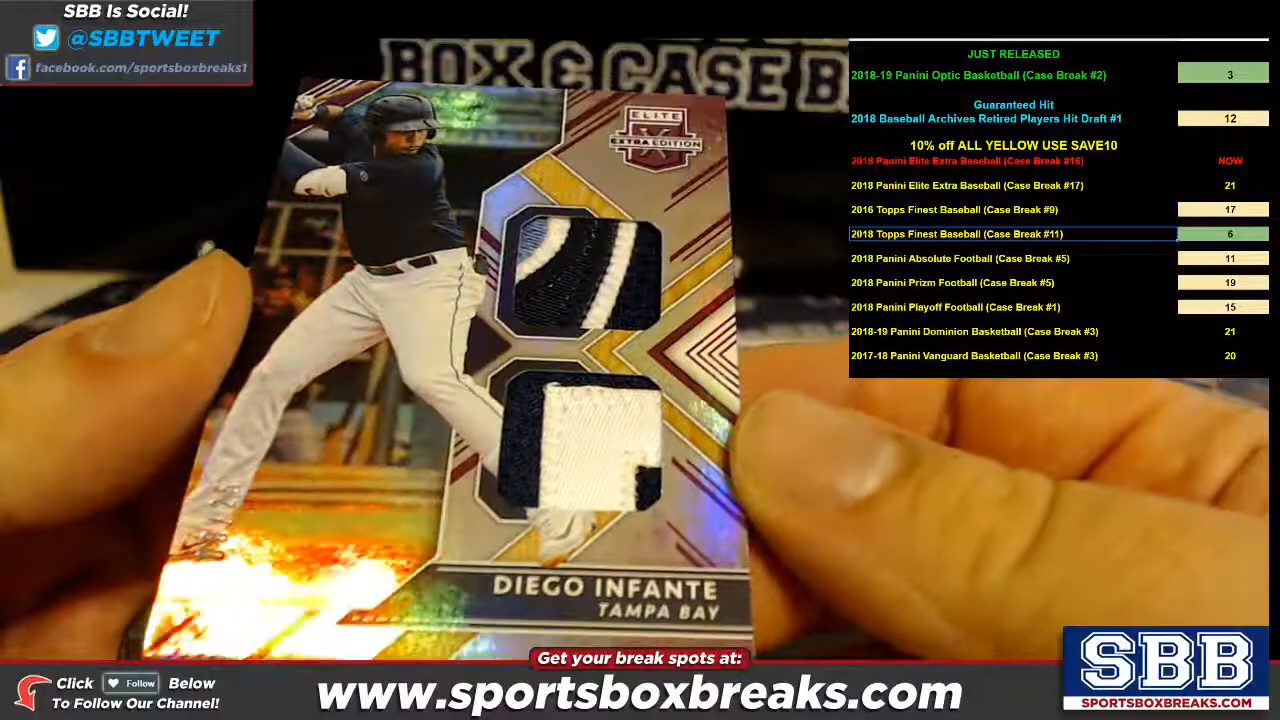 SBB Is Social!
@SBBTWEET
facebook.com/sportsboxbreaks1
BOX & CASE
JUST RELEASED
2018-19 Panini Optic Basketball (Case Break #2) 3
Guaranteed Hit
2018 Baseball Archives Retired Players Hit Draft #1 12
10% off ALL YELLOW USE SAVE10
2018 Panini Elite Extra Baseball (Case Break #16) NOW
2018 Panini Elite Extra Baseball (Case Break #17) 21
2016 Topps Finest Baseball (Case Break #9) 17
2018 Topps Finest Baseball (Case Break #11) 6
2018 Panini Absolute Football (Case Break #5) 11
2018 Panini Prizm Football (Case Break #5) 19
2018 Panini Playoff Football (Case Break #1) 15
2018-19 Panini Dominion Basketball (Case Break #3) 21
2017-18 Panini Vanguard Basketball (Case Break #3) 20
ELITE
X
EXTRA EDITION
DIEGO INFANTE
TAMPA BAY
Get your break spots at:
Click Follow Below
To Follow Our Channel!
www.sportsboxbreaks.com
SBB
SPORTSBOXBREAKS.COM